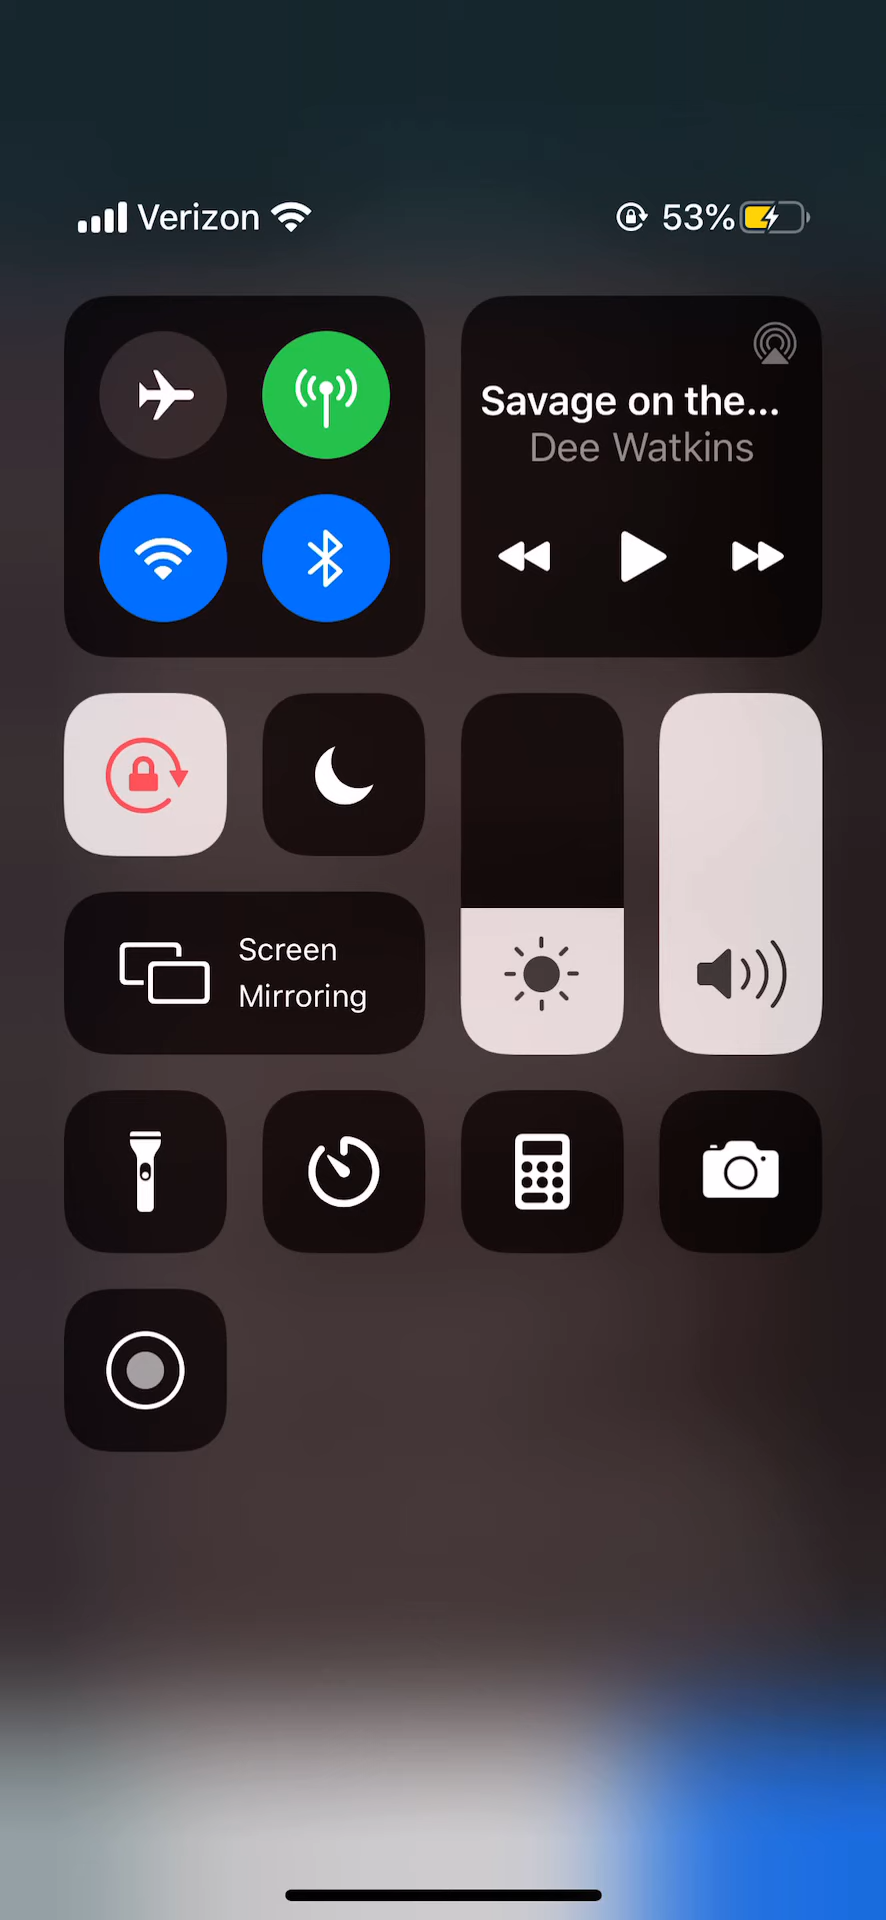 Verizon
53%
Savage on the...
Dee Watkins
Screen
Mirroring